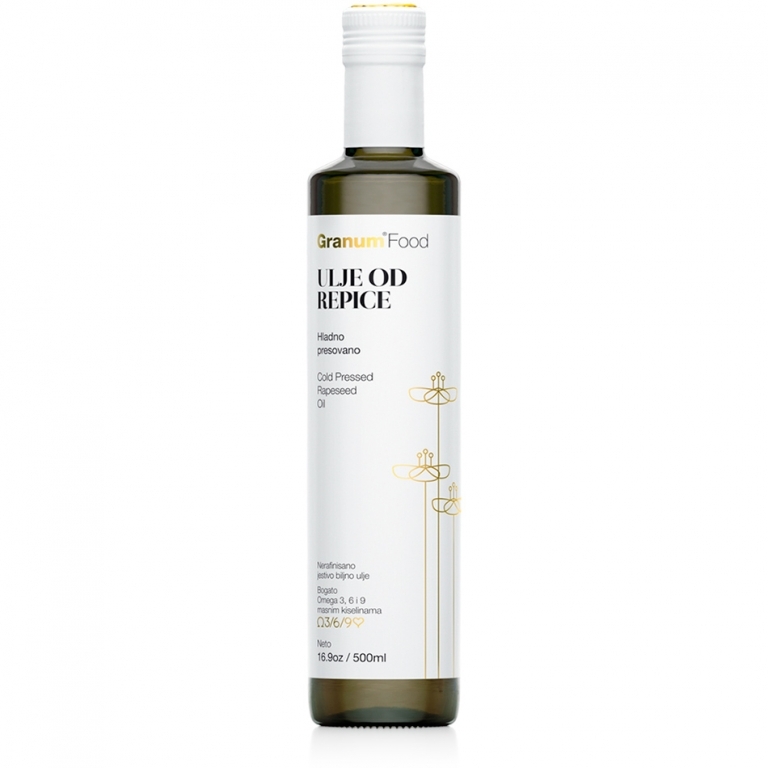 Granum® Food
ULJE OD
REPICE
Hladno
presovano
Cold Pressed
Rapeseed
Oil
Nerafinisano
jestivo biljno ulje
Bogato
Omega 3, 6 i 9
masnim kiselinama
Ω3/6/9♡
Neto
16.9oz / 500ml